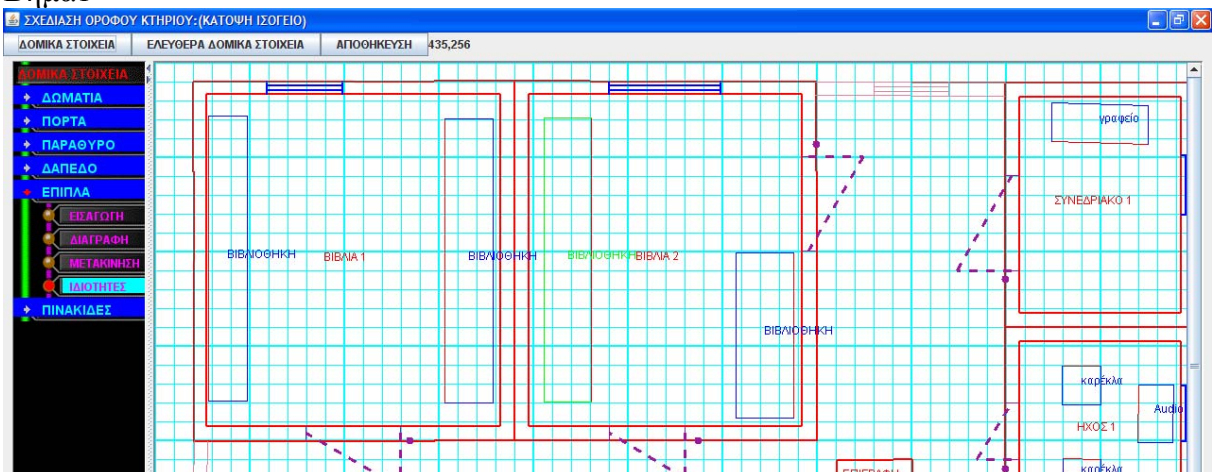 ΣΧΕΔΙΑΣΗ ΟΡΟΦΟΥ ΚΤΗΡΙΟΥ:(ΚΑΤΟΨΗ ΙΣΟΓΕΙΟ)
ΔΟΜΙΚΑ ΣΤΟΙΧΕΙΑ ΕΛΕΥΘΕΡΑ ΔΟΜΙΚΑ ΣΤΟΙΧΕΙΑ ΑΠΟΘΗΚΕΥΣΗ 435,256
ΔΟΜΙΚΑ ΣΤΟΙΧΕΙΑ
ΔΩΜΑΤΙΑ
ΠΟΡΤΑ
ΠΑΡΑΘΥΡΟ
ΔΑΠΕΔΟ
ΕΠΙΠΛΑ
ΕΙΣΑΓΩΓΗ
ΔΙΑΓΡΑΦΗ
ΜΕΤΑΚΙΝΗΣΗ
ΙΔΙΟΤΗΤΕΣ
ΠΙΝΑΚΙΔΕΣ
γραφείο
ΣΥΝΕΔΡΙΑΚΟ 1
ΒΙΒΛΙΟΘΗΚΗ ΒΙΒΛΙΑ 1 ΒΙΒΛΙΟΘΗΚΗ ΒΙΒΛΙΟΘΗΚΗ ΒΙΒΛΙΑ 2
ΒΙΒΛΙΟΘΗΚΗ
καρέκλα
Audio
ΗΧΟΣ 1
καρέκλα